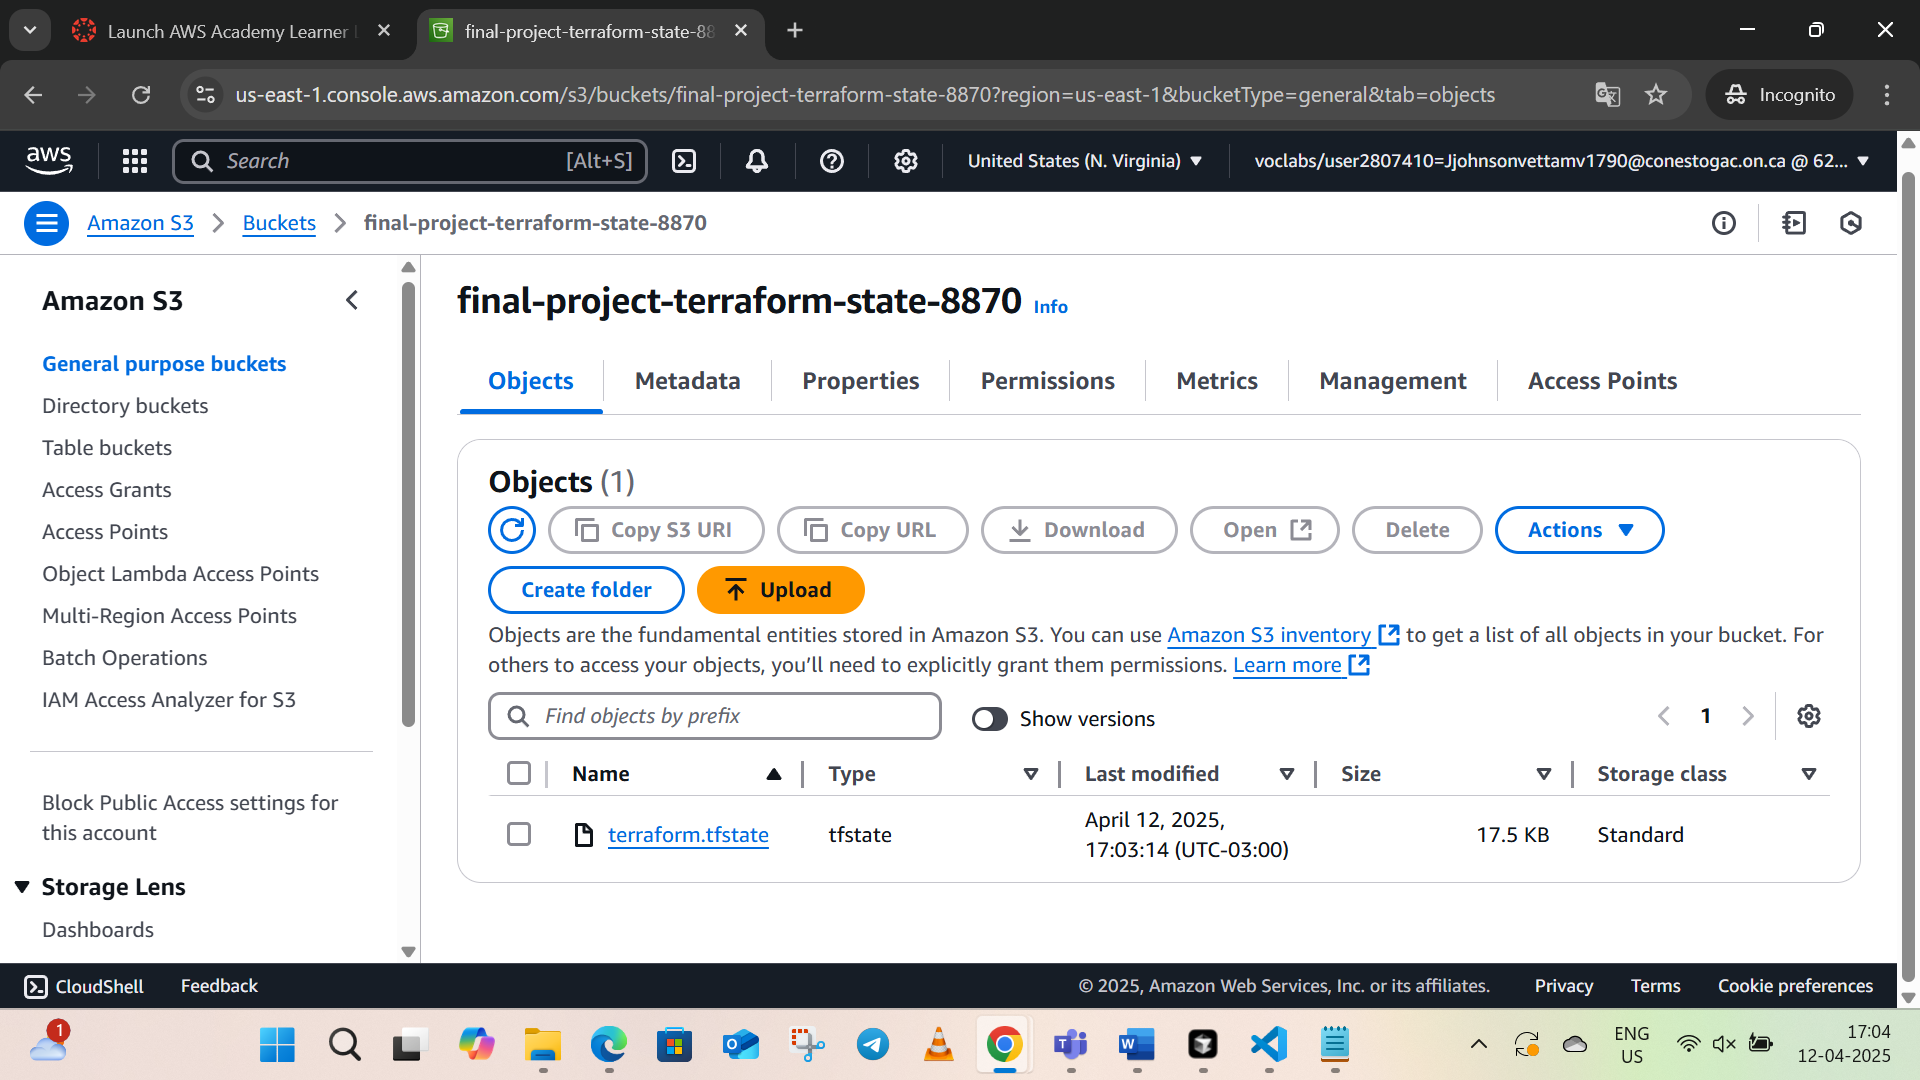 Launch AWS Academy Learner L
final-project-terraform-state-88
us-east-1.console.aws.amazon.com/s3/buckets/final-project-terraform-state-8870?region=us-east-1&bucketType=general&tab=objects
Incognito
aws
Search
[Alt+S]
United States (N. Virginia)
voclabs/user2807410=Jjohnsonvettamv1790@conestogac.on.ca @ 62...
Amazon S3
Buckets
final-project-terraform-state-8870
Amazon S3
General purpose buckets
Directory buckets
Table buckets
Access Grants
Access Points
Object Lambda Access Points
Multi-Region Access Points
Batch Operations
IAM Access Analyzer for S3
Block Public Access settings for
this account
Storage Lens
Dashboards
final-project-terraform-state-8870 Info
Objects
Metadata
Properties
Permissions
Metrics
Management
Access Points
Objects (1)
Copy S3 URI
Copy URL
Download
Open
Delete
Actions
Create folder
Upload
Objects are the fundamental entities stored in Amazon S3. You can use Amazon S3 inventory to get a list of all objects in your bucket. For
others to access your objects, you’ll need to explicitly grant them permissions. Learn more
Find objects by prefix
Show versions
1
Name
Type
Last modified
Size
Storage class
terraform.tfstate
tfstate
April 12, 2025,
17:03:14 (UTC-03:00)
17.5 KB
Standard
CloudShell
Feedback
© 2025, Amazon Web Services, Inc. or its affiliates.
Privacy
Terms
Cookie preferences
1
ENG
US
17:04
12-04-2025